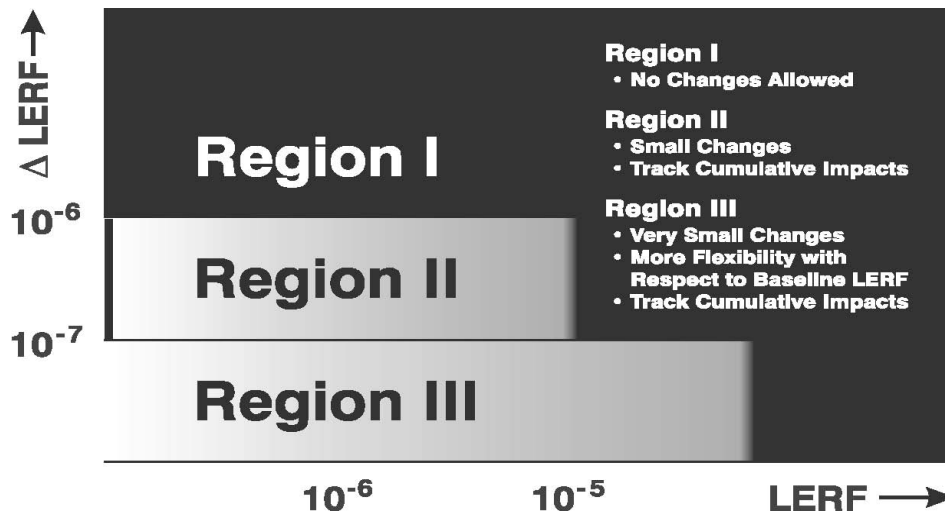 Δ LERF→
Region I
• No Changes Allowed
Region II
• Small Changes
• Track Cumulative Impacts
Region III
• Very Small Changes
• More Flexibility with
Respect to Baseline LERF
• Track Cumulative Impacts
Region I
10⁻⁶
Region II
10⁻⁷
Region III
10⁻⁶ 10⁻⁵ LERF →